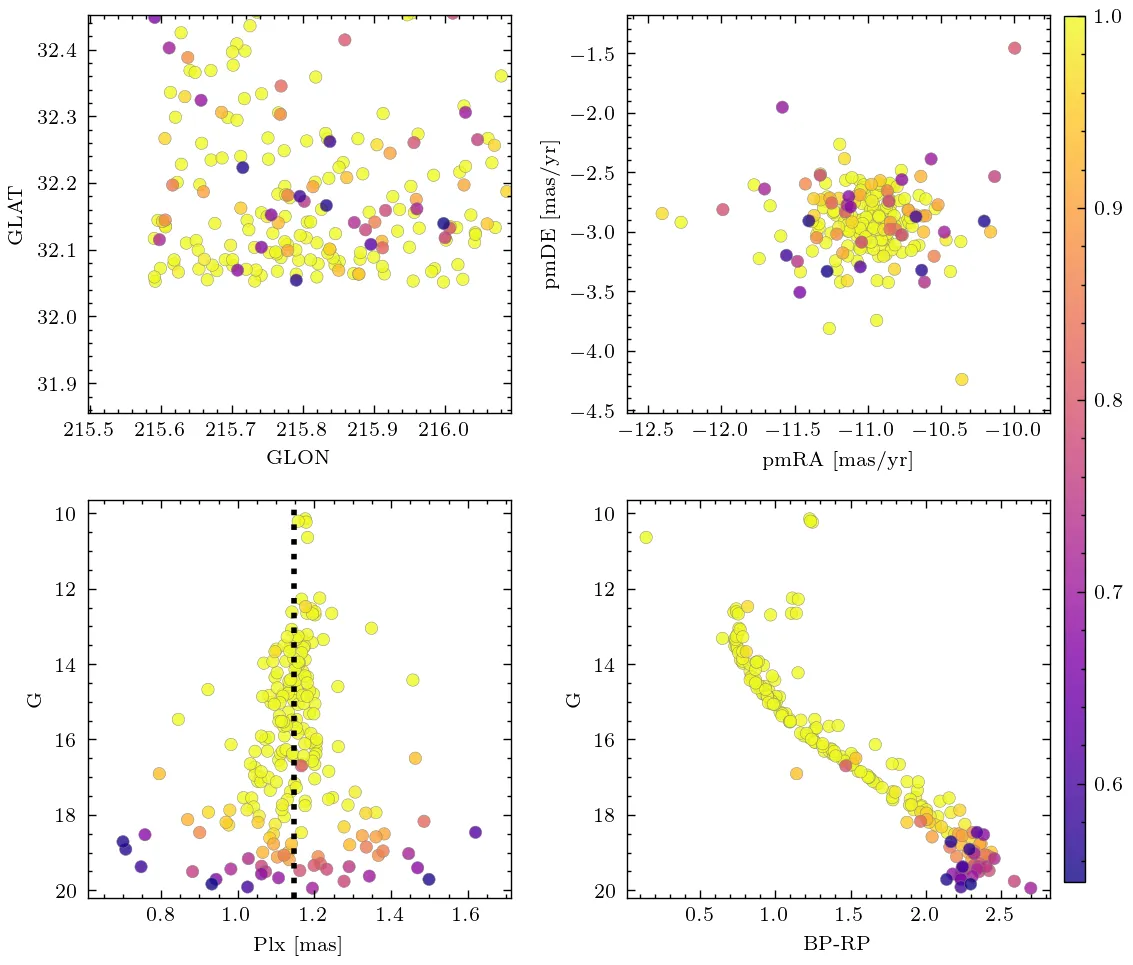 32.4
32.3
32.2
32.1
32.0
31.9
GLAT
215.5 215.6 215.7 215.8 215.9 216.0
GLON
−1.5
−2.0
−2.5
−3.0
−3.5
−4.0
−4.5
pmDE [mas/yr]
−12.5 −12.0 −11.5 −11.0 −10.5 −10.0
pmRA [mas/yr]
1.0
0.9
0.8
0.7
0.6
10
12
14
16
18
20
G
0.8 1.0 1.2 1.4 1.6
Plx [mas]
10
12
14
16
18
20
G
0.5 1.0 1.5 2.0 2.5
BP-RP